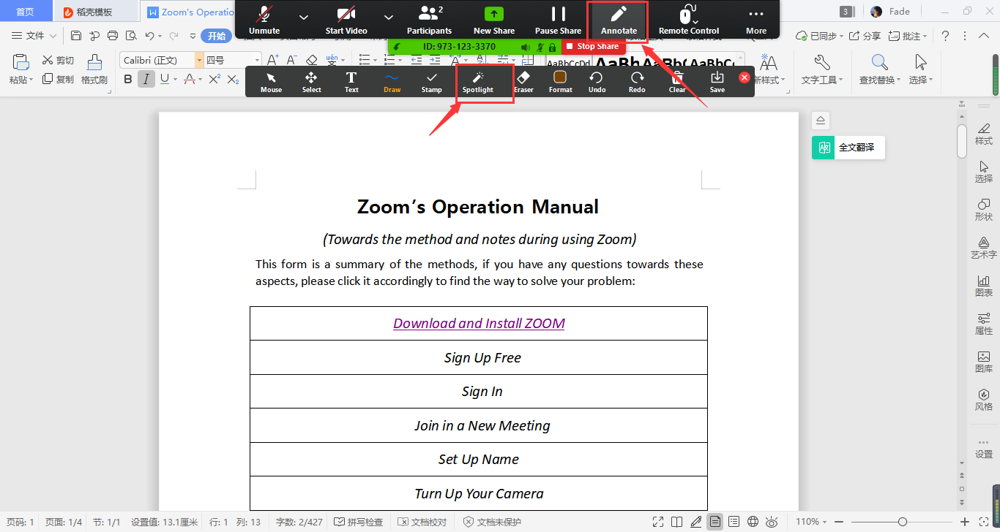 首页
稻壳模板
Zoom's Operatio
Unmute
Start Video
2
Participants
New Share
Pause Share
Annotate
Remote Control
More
3
Fade
文件
开始
ID: 973-123-3370
Stop Share
已同步
分享
批注
粘贴
剪切
复制
格式刷
Calibri (正文)
四号
B I U A X² X₂
AaBbCcDd
新样式
文字工具
查找替换
选择
Mouse
Select
Text
Draw
Stamp
Spotlight
Eraser
Format
Undo
Redo
Clear
Save
全文翻译
样式
选择
形状
艺术字
图表
属性
图库
风格
设置
Zoom's Operation Manual
(Towards the method and notes during using Zoom)
This form is a summary of the methods, if you have any questions towards these
aspects, please click it accordingly to find the way to solve your problem:
Download and Install ZOOM
Sign Up Free
Sign In
Join in a New Meeting
Set Up Name
Turn Up Your Camera
页码: 1 页面: 1/4 节: 1/1 设置值: 13.1厘米 行: 1 列: 13 字数: 2/427 拼写检查 文档校对 文档未保护 110%